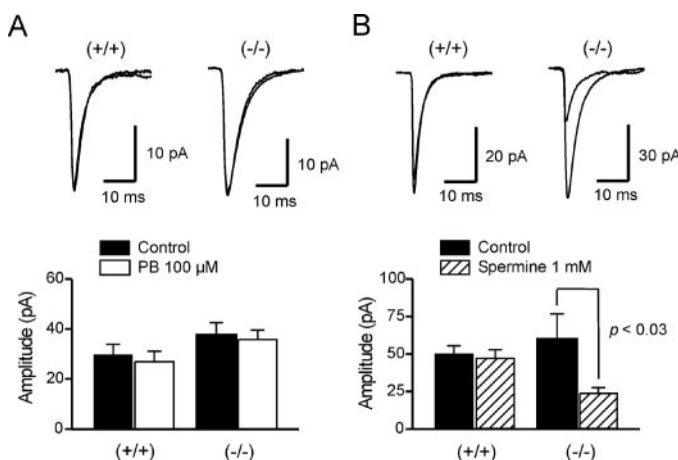 A
(+/+)
(-/-)
10 pA
10 ms
10 pA
10 ms
Control
PB 100 µM
Amplitude (pA)
60
40
20
0
(+/+)
(-/-)
B
(+/+)
(-/-)
20 pA
10 ms
30 pA
10 ms
Control
Spermine 1 mM
Amplitude (pA)
100
75
50
25
0
p < 0.03
(+/+)
(-/-)